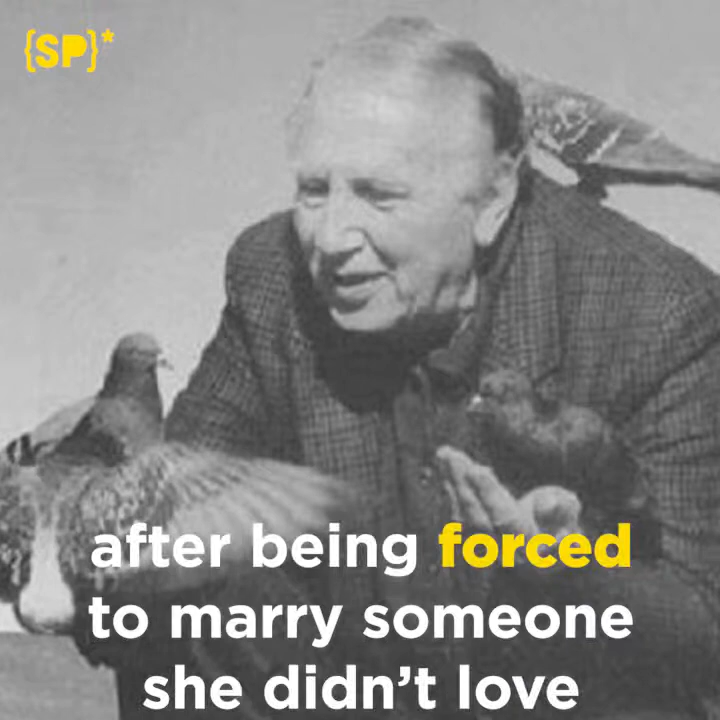 {SP}*
after being forced
to marry someone
she didn't love